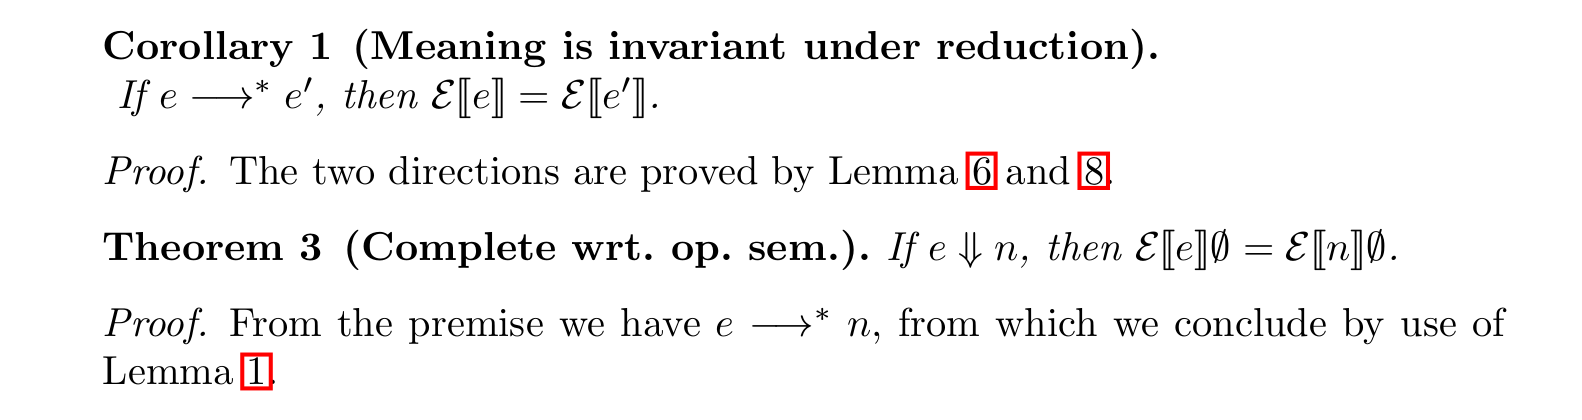 Corollary 1 (Meaning is invariant under reduction).
If e ⟶* e′, then ℰ⟦e⟧ = ℰ⟦e′⟧.
Proof. The two directions are proved by Lemma 6 and 8.
Theorem 3 (Complete wrt. op. sem.). If e ⇓ n, then ℰ⟦e⟧∅ = ℰ⟦n⟧∅.
Proof. From the premise we have e ⟶* n, from which we conclude by use of
Lemma 1.